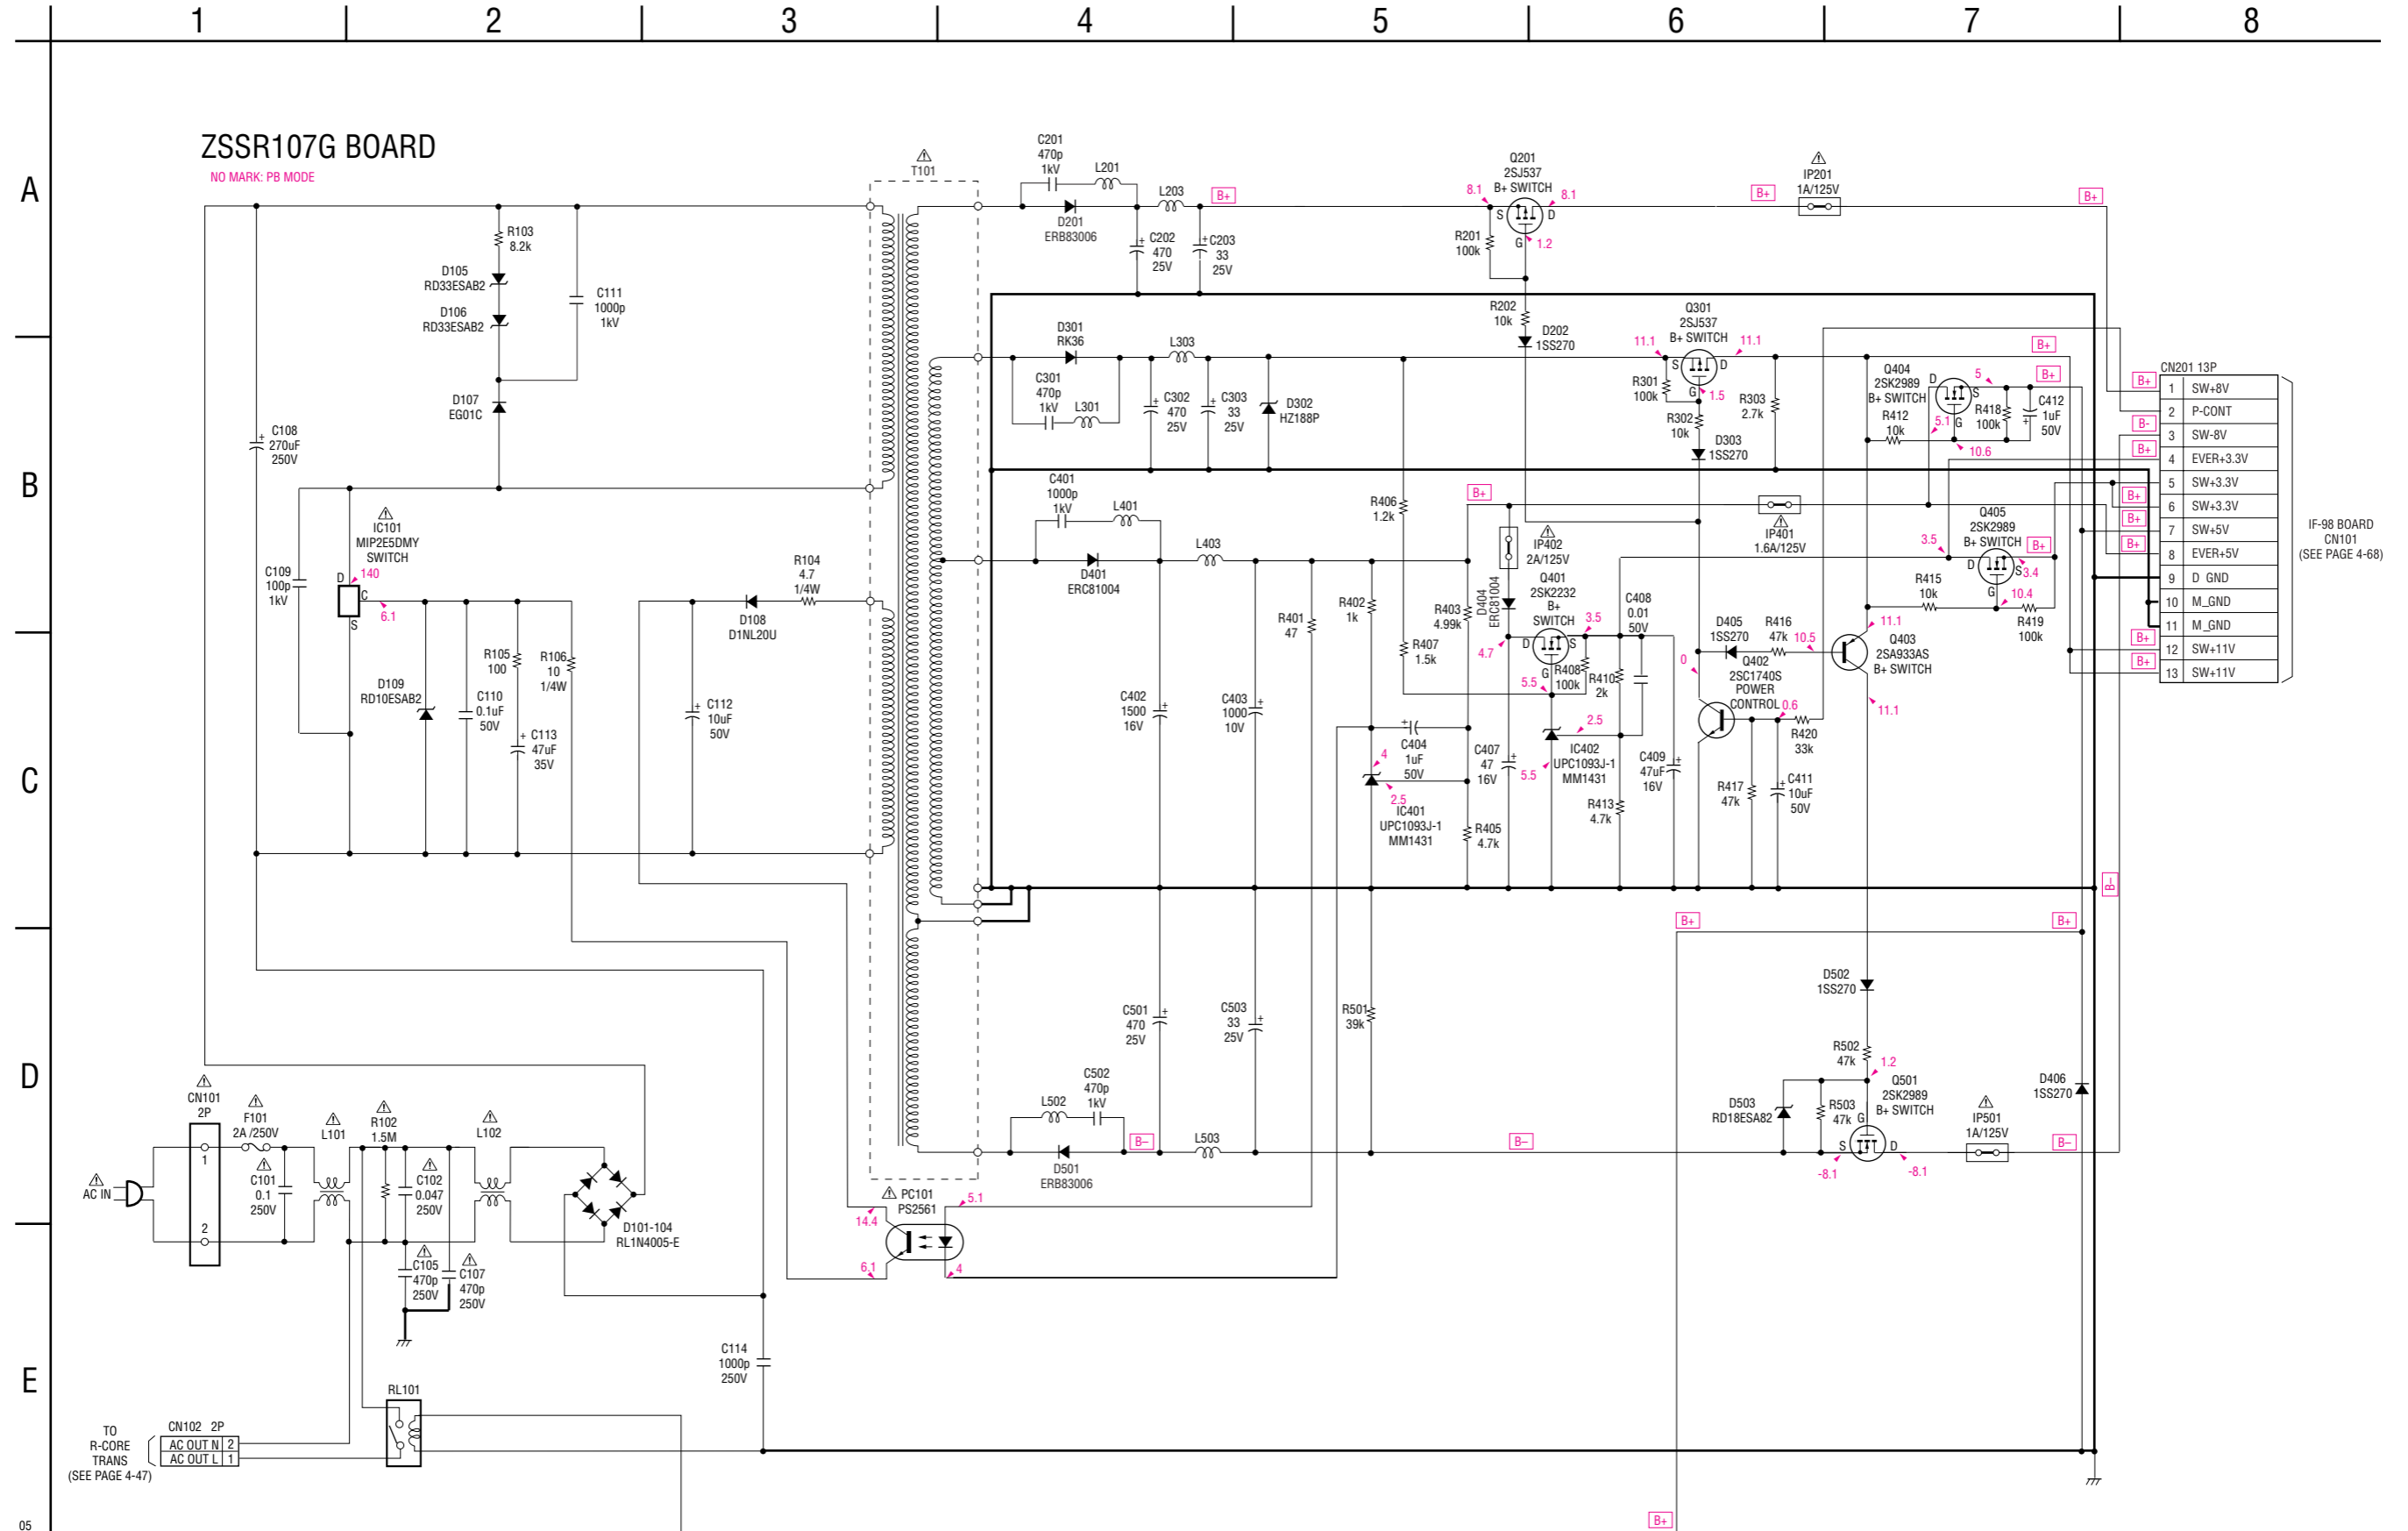 1 2 3 4 5 6 7 8
A
B
C
D
E
ZSSR107G BOARD
NO MARK: PB MODE
R103
8.2k
D105
RD33ESAB2
D106
RD33ESAB2
C111
1000p
1kV
D107
EG01C
C108
270uF
250V
C109
100p
1kV
IC101
MIP2E5DMY
SWITCH
D
140
C
6.1
S
R104
4.7
1/4W
D108
D1NL20U
R105
100
R106
10
1/4W
D109
RD10ESAB2
C110
0.1uF
50V
C113
47uF
35V
C112
10uF
50V
T101
C201
470p
1kV
L201
L203
B+
D201
ERB83006
C202
470
25V
C203
33
25V
Q201
2SJ537
B+ SWITCH
8.1
8.1
S
D
G
1.2
R201
100k
B+
IP201
1A/125V
B+
R202
10k
D202
1SS270
D301
RK36
L303
C301
470p
1kV
L301
C302
470
25V
C303
33
25V
D302
HZ188P
Q301
2SJ537
B+ SWITCH
11.1
11.1
S
D
G
1.5
R301
100k
R302
10k
D303
1SS270
R303
2.7k
B+
Q404
2SK2989
B+ SWITCH
D
S
G
5
B+
5.1
10.6
R412
10k
R418
100k
C412
1uF
50V
CN201 13P
B+
1 SW+8V
2 P-CONT
B-
3 SW-8V
B+
4 EVER+3.3V
5 SW+3.3V
B+
6 SW+3.3V
B+
7 SW+5V
B+
8 EVER+5V
9 D GND
10 M_GND
11 M_GND
B+
12 SW+11V
B+
13 SW+11V
IF-98 BOARD
CN101
(SEE PAGE 4-68)
C401
1000p
1kV
L401
L403
D401
ERC81004
R406
1.2k
B+
IP402
2A/125V
IP401
1.6A/125V
Q405
2SK2989
B+ SWITCH
3.5
B+
D
S
3.4
G
10.4
R415
10k
R419
100k
R401
47
R402
1k
R403
4.99k
D404
ERC81004
Q401
2SK2232
B+
SWITCH
3.5
4.7
D
S
G
5.5
C408
0.01
50V
R407
1.5k
R408
100k
R410
2k
D405
1SS270
R416
47k
10.5
11.1
Q403
2SA933AS
B+ SWITCH
11.1
0
Q402
2SC1740S
POWER
CONTROL
0.6
R420
33k
C402
1500
16V
C403
1000
10V
C404
1uF
50V
4
2.5
IC401
UPC1093J-1
MM1431
R405
4.7k
C407
47
16V
2.5
5.5
IC402
UPC1093J-1
MM1431
R413
4.7k
C409
47uF
16V
R417
47k
C411
10uF
50V
B-
B+
B+
C501
470
25V
C503
33
25V
R501
39k
D502
1SS270
R502
47k
1.2
D503
RD18ESA82
R503
47k
Q501
2SK2989
B+ SWITCH
G
S
D
-8.1
-8.1
IP501
1A/125V
B-
D406
1SS270
C502
470p
1kV
L502
B-
L503
B-
D501
ERB83006
PC101
PS2561
14.4
5.1
6.1
4
CN101
2P
1
2
AC IN
F101
2A /250V
L101
R102
1.5M
L102
C101
0.1
250V
C102
0.047
250V
C105
470p
250V
C107
470p
250V
D101-104
RL1N4005-E
C114
1000p
250V
RL101
TO
R-CORE
TRANS
(SEE PAGE 4-47)
CN102 2P
AC OUT N 2
AC OUT L 1
B+
05